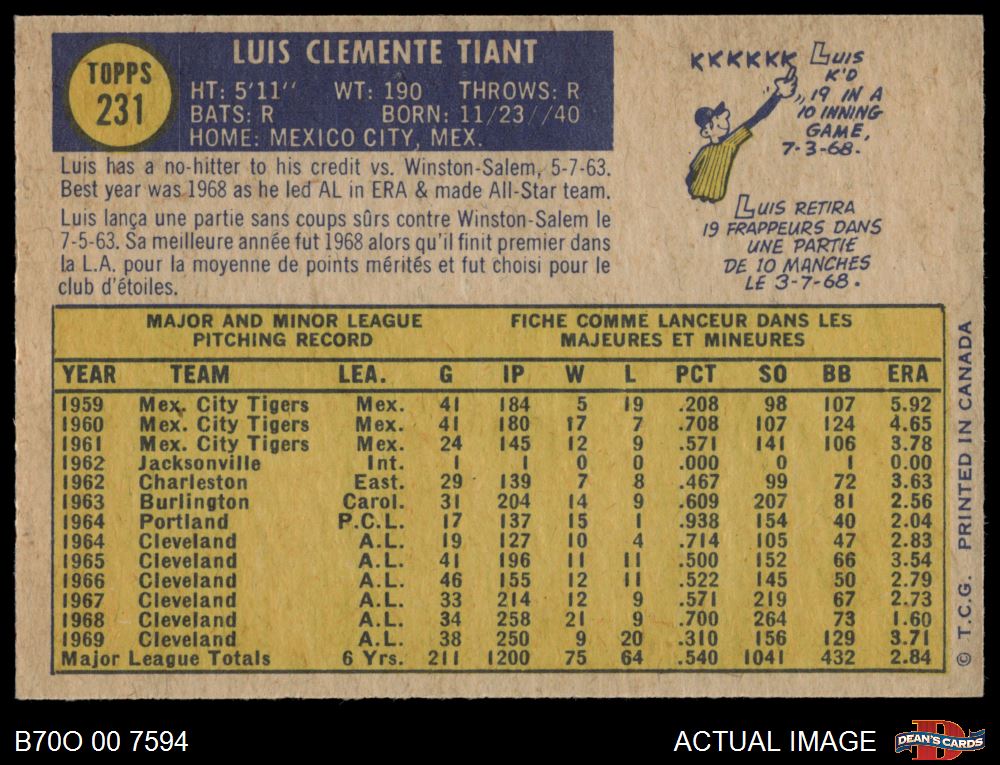 TOPPS
231
LUIS CLEMENTE TIANT
HT: 5'11'' WT: 190 THROWS: R
BATS: R BORN: 11/23//40
HOME: MEXICO CITY, MEX.
Luis has a no-hitter to his credit vs. Winston-Salem, 5-7-63.
Best year was 1968 as he led AL in ERA & made All-Star team.
Luis lança une partie sans coups sûrs contre Winston-Salem le
7-5-63. Sa meilleure année fut 1968 alors qu'il finit premier dans
la L.A. pour la moyenne de points mérités et fut choisi pour le
club d'étoiles.
KKKKKK LUIS
K'D
19 IN A
10 INNING
GAME,
7-3-68.
LUIS RETIRA
19 FRAPPEURS DANS
UNE PARTIE
DE 10 MANCHES
LE 3-7-68.
MAJOR AND MINOR LEAGUE
PITCHING RECORD
FICHE COMME LANCEUR DANS LES
MAJEURES ET MINEURES
YEAR TEAM LEA. G IP W L PCT SO BB ERA
1959 Mex. City Tigers Mex. 41 184 5 19 .208 98 107 5.92
1960 Mex. City Tigers Mex. 41 180 17 7 .708 107 124 4.65
1961 Mex. City Tigers Mex. 24 145 12 9 .571 141 106 3.78
1962 Jacksonville Int. 1 1 0 0 .000 0 1 0.00
1962 Charleston East. 29 139 7 8 .467 99 72 3.63
1963 Burlington Carol. 31 204 14 9 .609 207 81 2.56
1964 Portland P.C.L. 17 137 15 1 .938 154 40 2.04
1964 Cleveland A.L. 19 127 10 4 .714 105 47 2.83
1965 Cleveland A.L. 41 196 11 11 .500 152 66 3.54
1966 Cleveland A.L. 46 155 12 11 .522 145 50 2.79
1967 Cleveland A.L. 33 214 12 9 .571 219 67 2.73
1968 Cleveland A.L. 34 258 21 9 .700 264 73 1.60
1969 Cleveland A.L. 38 250 9 20 .310 156 129 3.71
Major League Totals 6 Yrs. 211 1200 75 64 .540 1041 432 2.84
© T.C.G. PRINTED IN CANADA
B70O 00 7594
ACTUAL IMAGE
DEAN'S CARDS